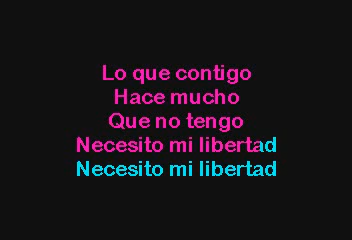 Lo que contigo
Hace mucho
Que no tengo
Necesito mi libertad
Necesito mi libertad